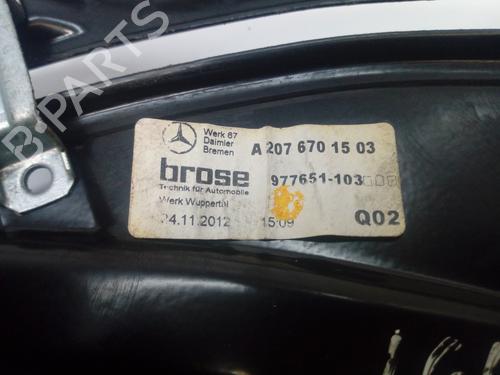 Werk 67
Daimler
Bremen
A 207 670 15 03
brose
Technik für Automobile
977651-103
Werk Wuppertal
24.11.2012
15:09
Q02
B-PARTS